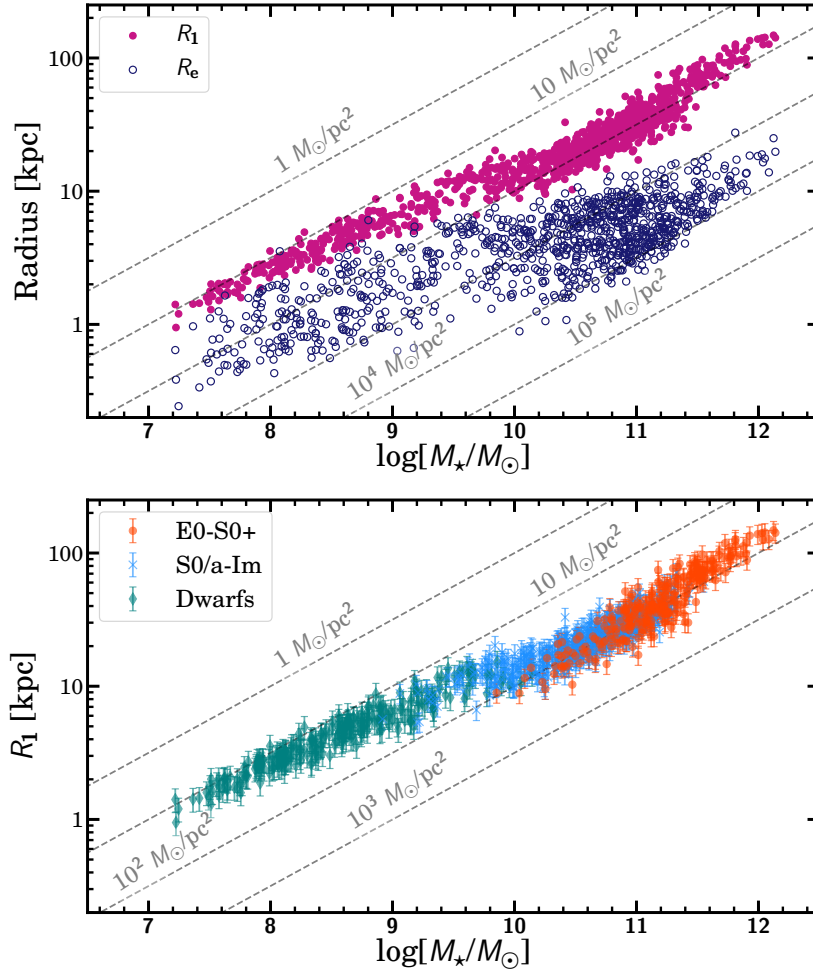 100
10
1
Radius [kpc]
R₁
Rₑ
1 M☉/pc²
10 M☉/pc²
10⁴ M☉/pc²
10⁵ M☉/pc²
7 8 9 10 11 12
log[M⋆/M☉]
100
10
1
R₁ [kpc]
E0-S0+
S0/a-Im
Dwarfs
1 M☉/pc²
10 M☉/pc²
10² M☉/pc²
10³ M☉/pc²
7 8 9 10 11 12
log[M⋆/M☉]